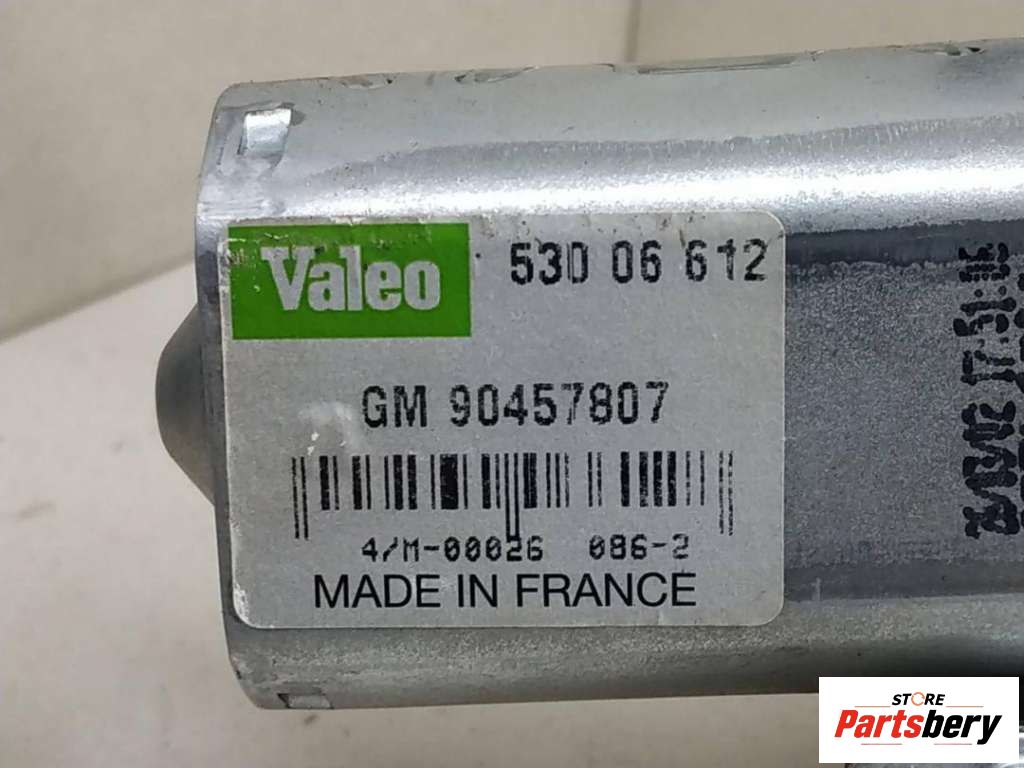 Valeo 530 06 612
GM 90457807
4/M-00026 086-2
MADE IN FRANCE
STORE
Partsbery